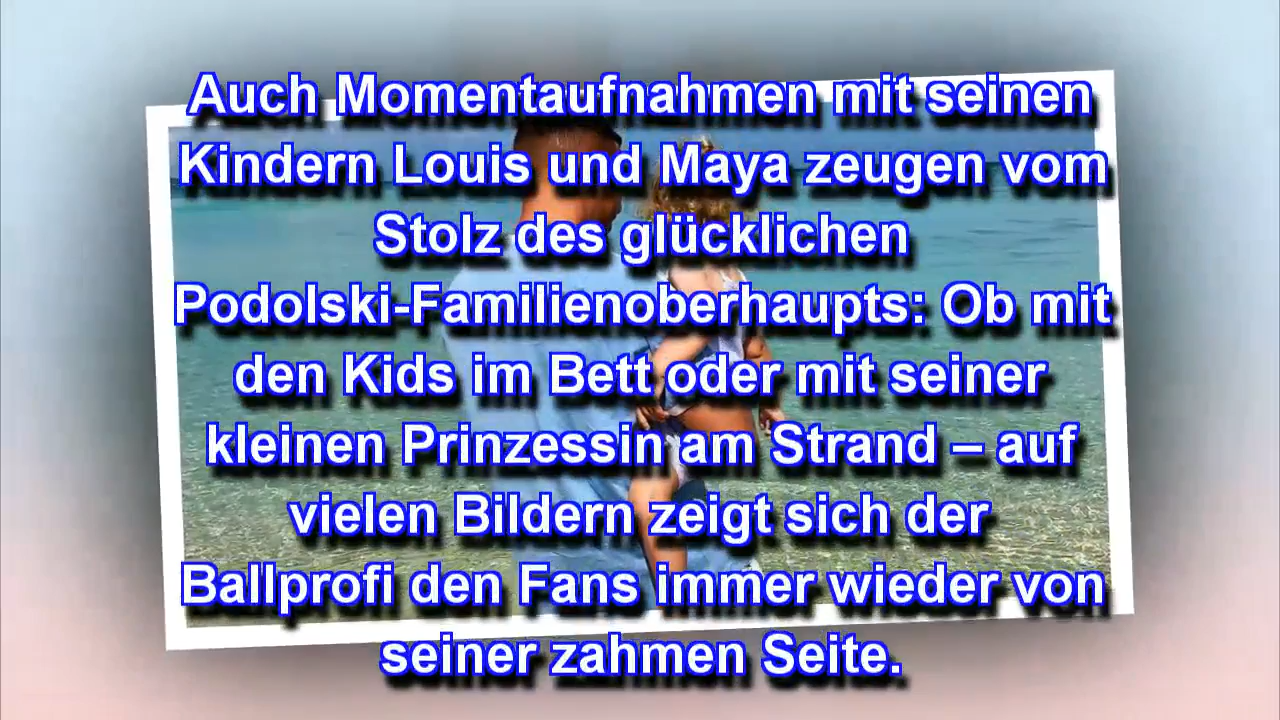 Auch Momentaufnahmen mit seinen
Kindern Louis und Maya zeugen vom
Stolz des glücklichen
Podolski-Familienoberhaupts: Ob mit
den Kids im Bett oder mit seiner
kleinen Prinzessin am Strand – auf
vielen Bildern zeigt sich der
Ballprofi den Fans immer wieder von
seiner zahmen Seite.